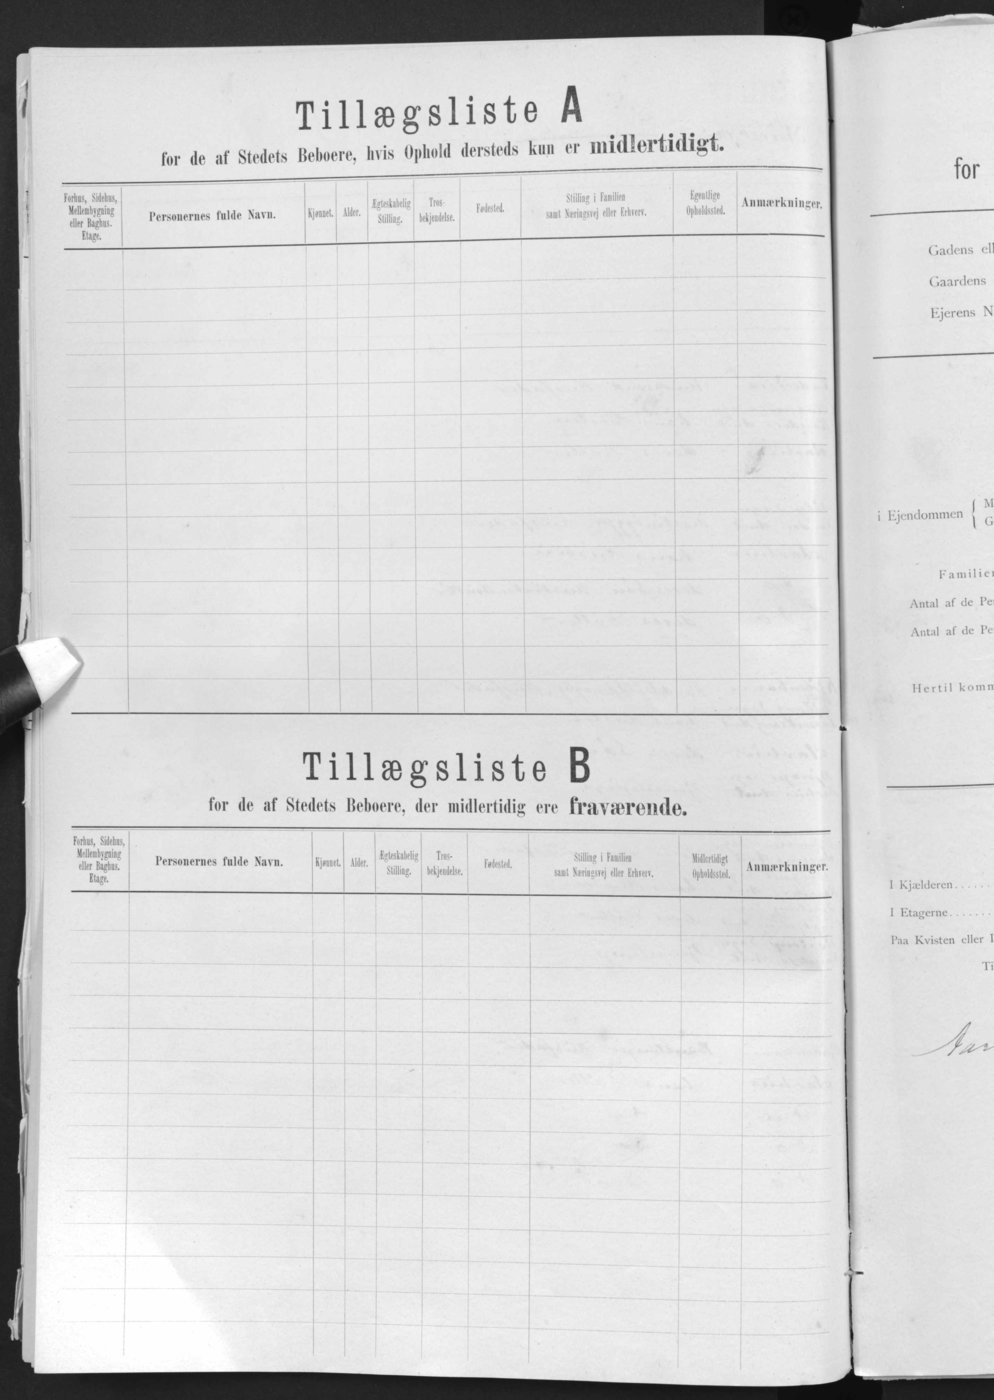 Tillægsliste A
for de af Stedets Beboere, hvis Ophold dersteds kun er midlertidigt.
Forhus, Sidehus,
Mellembygning
eller Baghus.
Etage.
Personernes fulde Navn.
Kjønnet.
Alder.
Ægteskabelig
Stilling.
Tros-
bekjendelse.
Fødested.
Stilling i Familien
samt Næringsvej eller Erhverv.
Egentlige
Opholdssted.
Anmærkninger.
Tillægsliste B
for de af Stedets Beboere, der midlertidig ere fraværende.
Forhus, Sidehus,
Mellembygning
eller Baghus.
Etage.
Personernes fulde Navn.
Kjønnet.
Alder.
Ægteskabelig
Stilling.
Tros-
bekjendelse.
Fødested.
Stilling i Familien
samt Næringsvej eller Erhverv.
Midlertidigt
Opholdssted.
Anmærkninger.
for
Gadens ell
Gaardens
Ejerens N
i Ejendommen { M
G
Familier
Antal af de Pe
Antal af de Pe
Hertil komm
I Kjælderen......
I Etagerne......
Paa Kvisten eller I
Ti